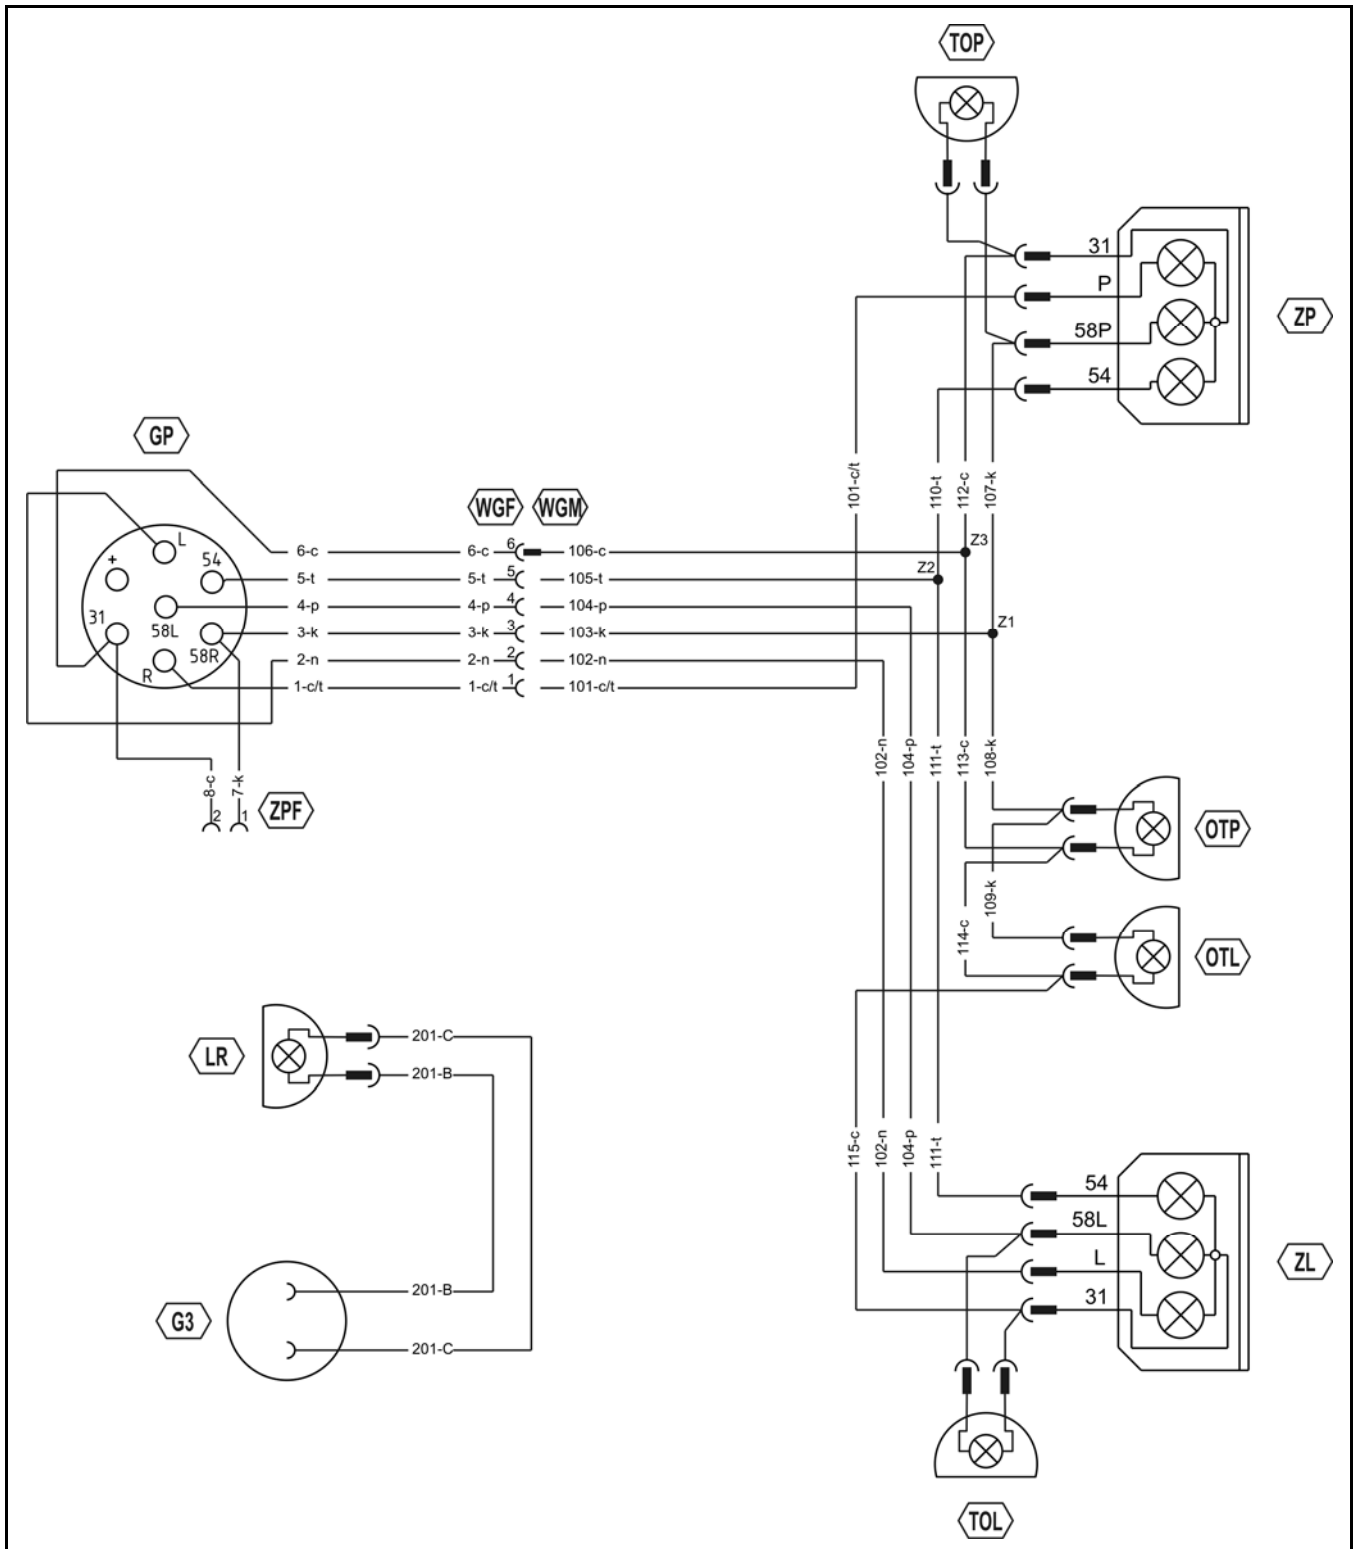 TOP
31
P
ZP
58P
54
GP
101-c/t
110-t
112-c
107-k
WGF
WGM
L
6-c
6-c
6
106-c
Z3
+
54
5-t
5-t
5
105-t
Z2
4-p
4-p
4
104-p
31
58L
3-k
3-k
3
103-k
Z1
58R
2-n
2-n
2
102-n
R
1-c/t
1-c/t
1
101-c/t
102-n
104-p
111-t
113-c
108-k
8-c
7-k
2
1
ZPF
OTP
109-k
114-c
OTL
LR
201-C
201-B
115-c
102-n
104-p
111-t
54
58L
L
ZL
31
201-B
G3
201-C
TOL